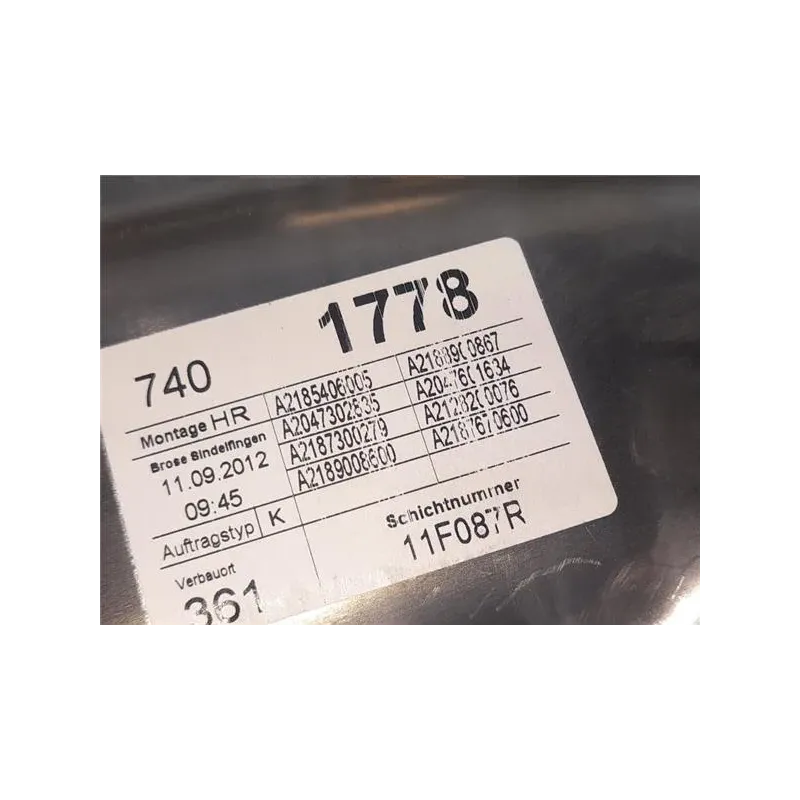 740 1778
Montage HR A2185406005 A2188900867
Brose Sindelfingen A2047302835 A2047601634
11.09.2012 A2187300279 A2128200076
09:45 A2189008600 A2187670600
Auftragstyp K Schichtnummer
Verbauort 11F087R
361